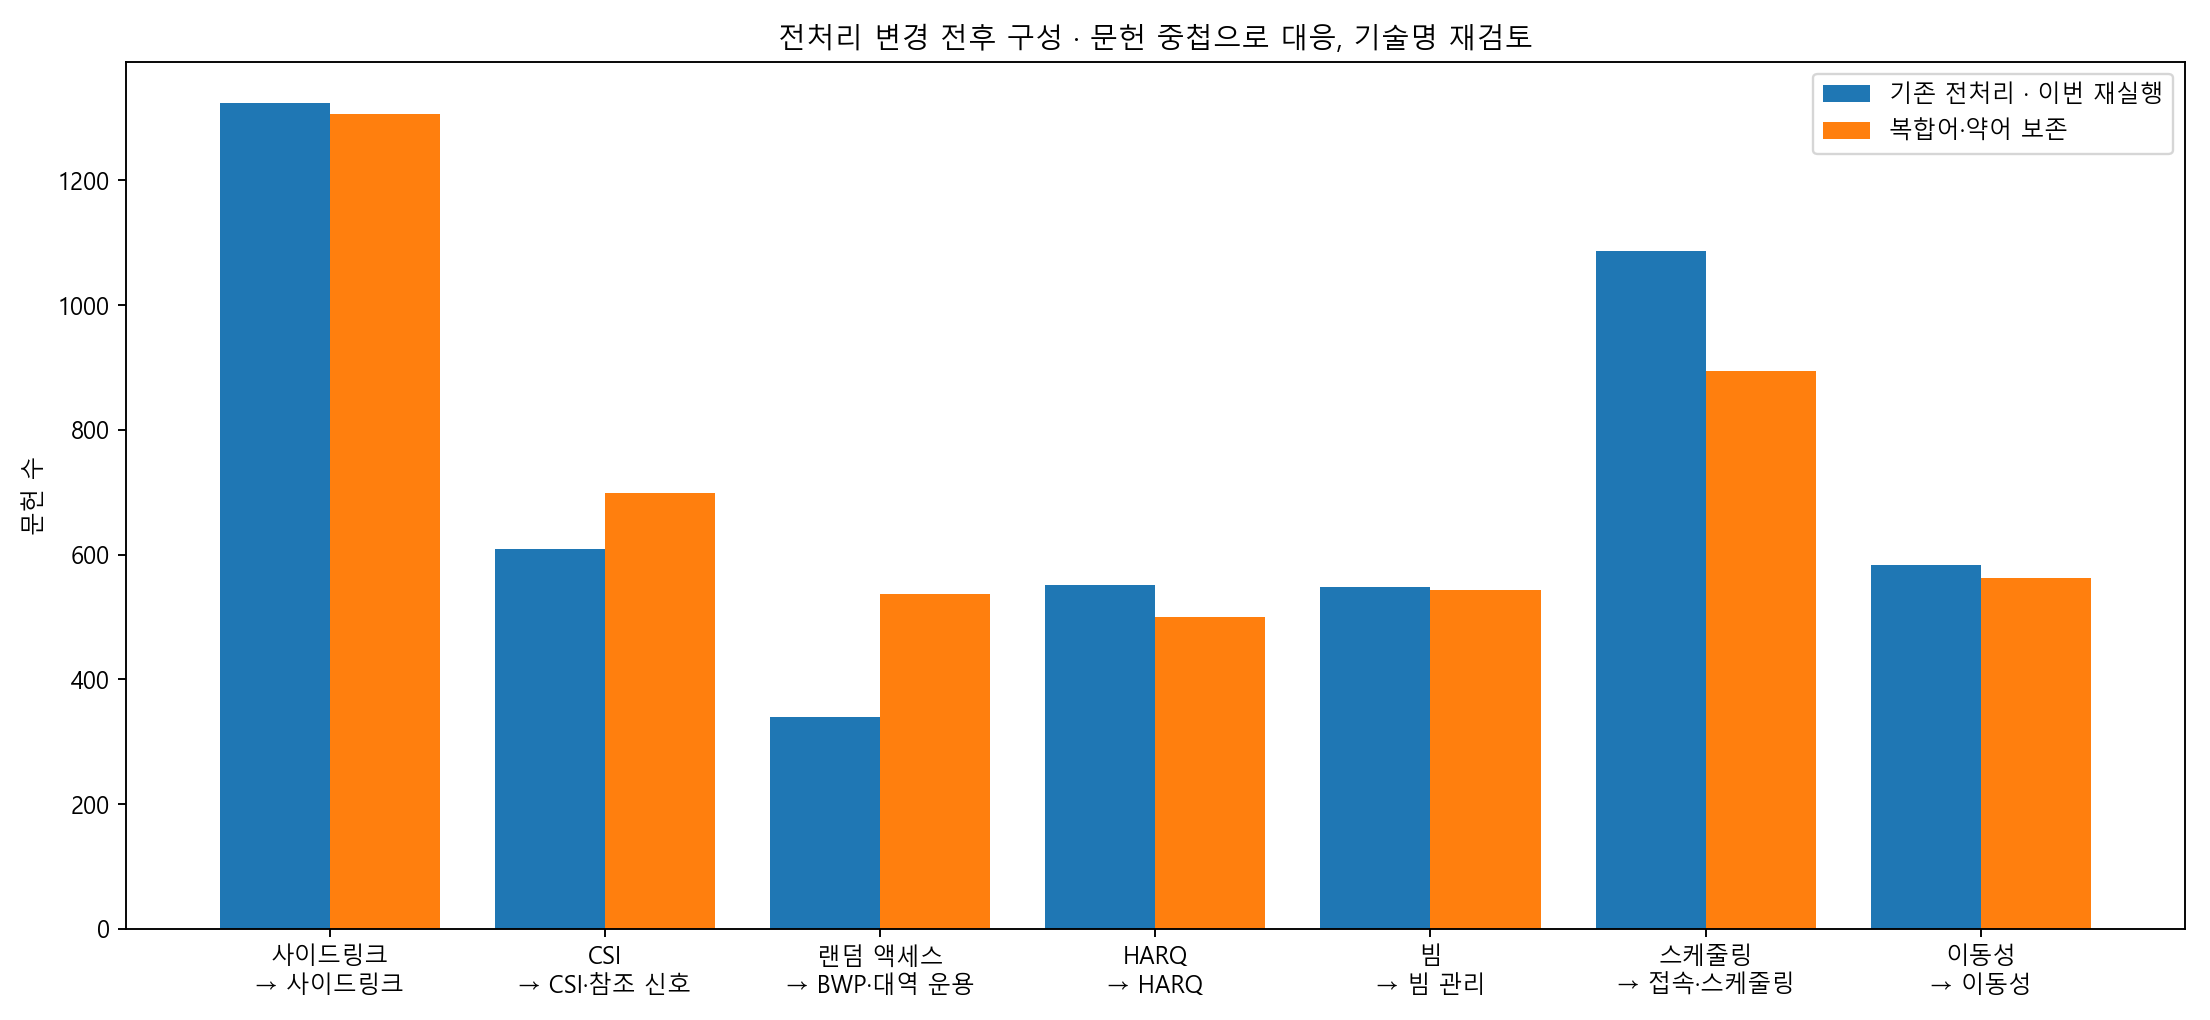 전처리 변경 전후 구성 · 문헌 중첩으로 대응, 기술명 재검토
기존 전처리 · 이번 재실행
복합어·약어 보존
문헌 수
1200
1000
800
600
400
200
0
사이드링크
→ 사이드링크
CSI
→ CSI·참조 신호
랜덤 액세스
→ BWP·대역 운용
HARQ
→ HARQ
빔
→ 빔 관리
스케줄링
→ 접속·스케줄링
이동성
→ 이동성